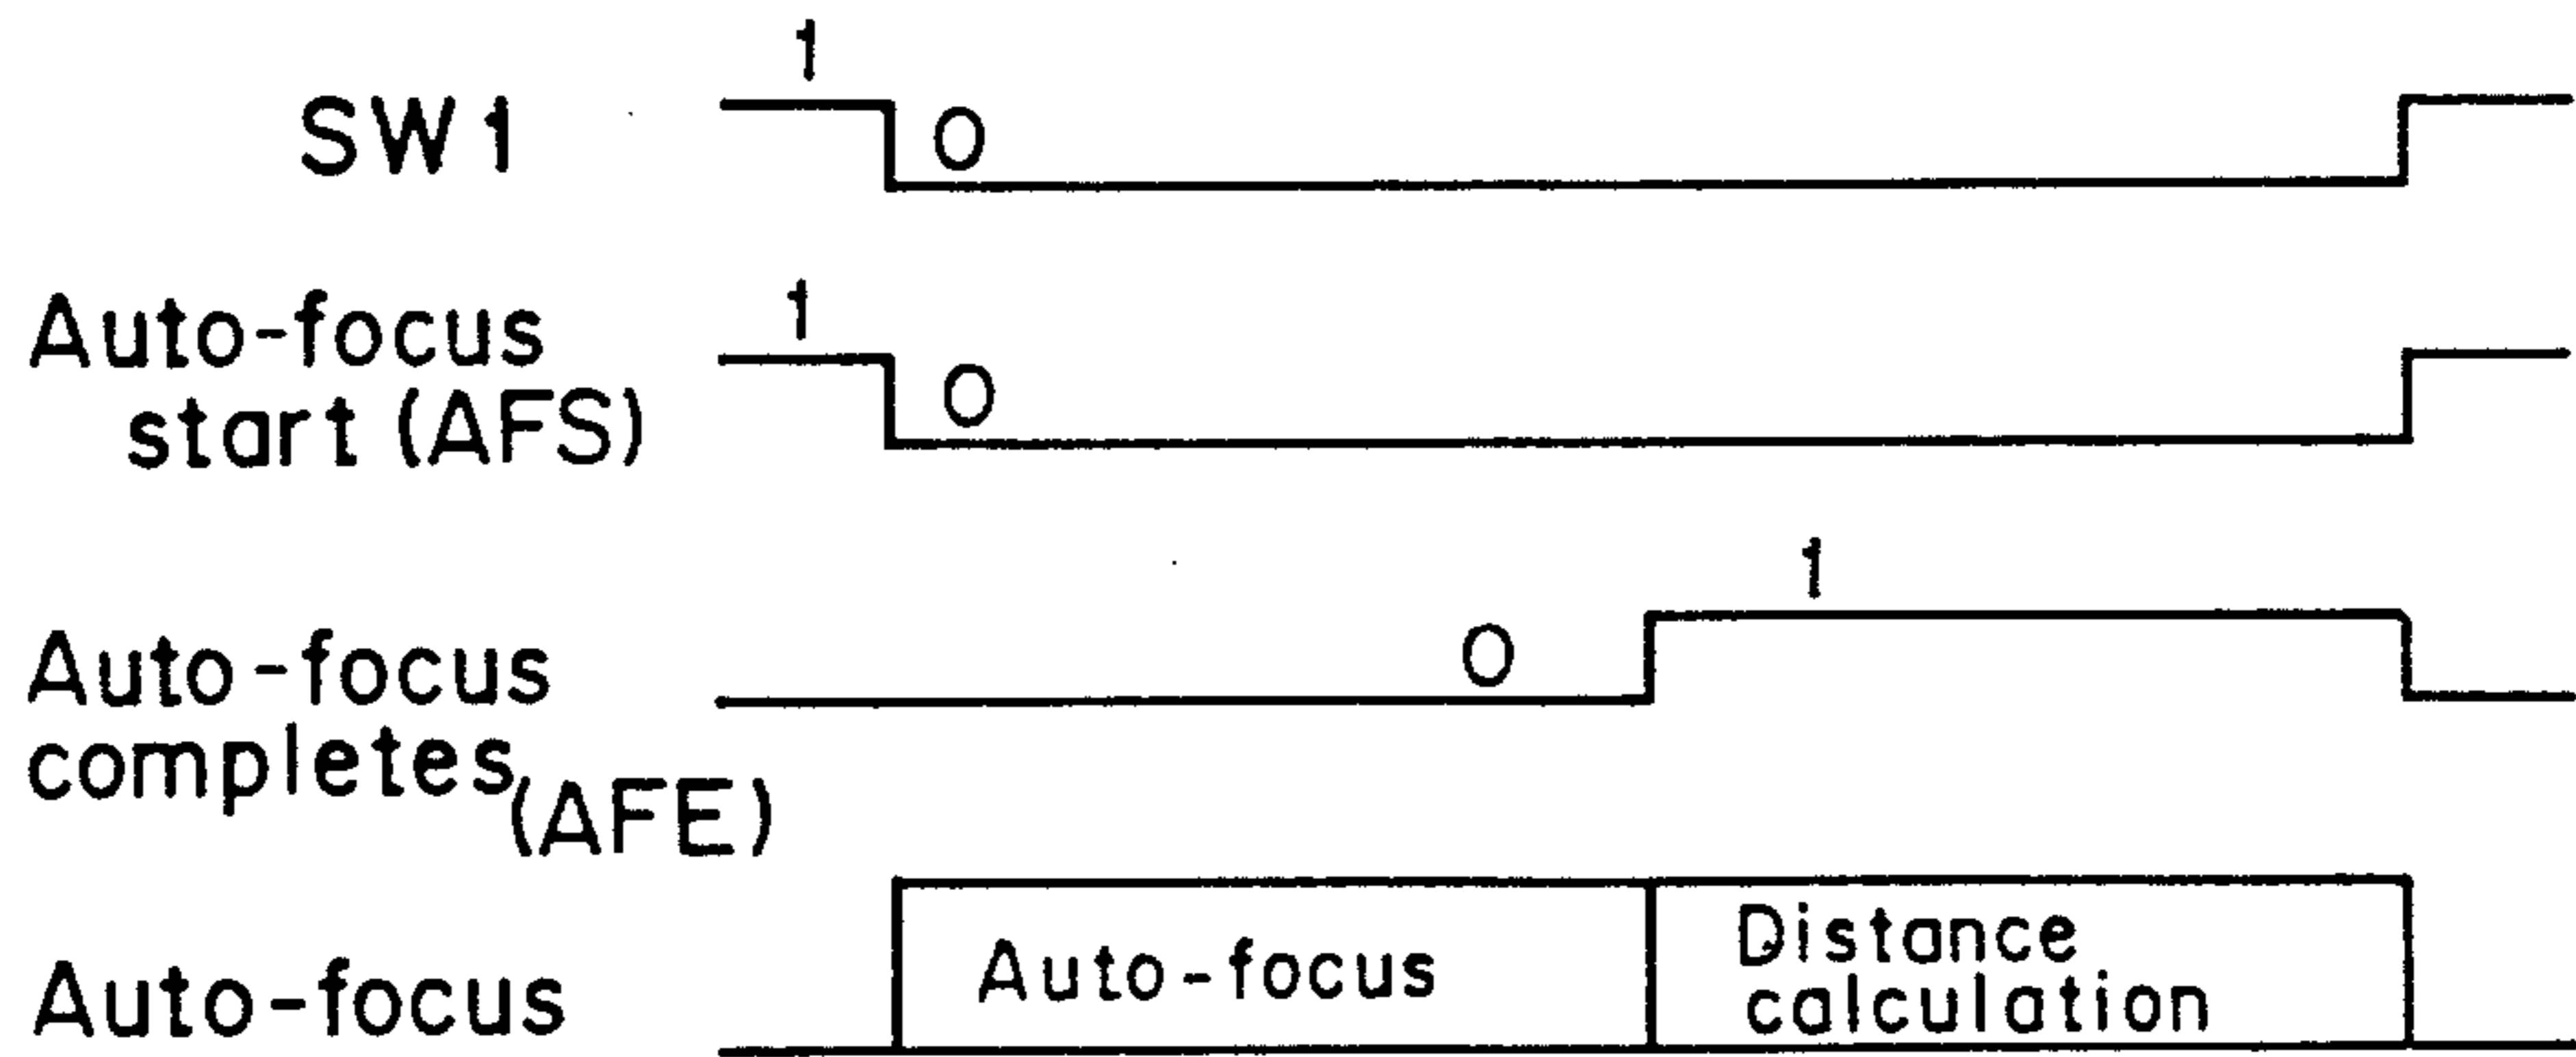 1
SW1
0
1
Auto-focus
start (AFS)
0
1
0
Auto-focus
completes
(AFE)
Auto-focus
Auto-focus
Distance
calculation